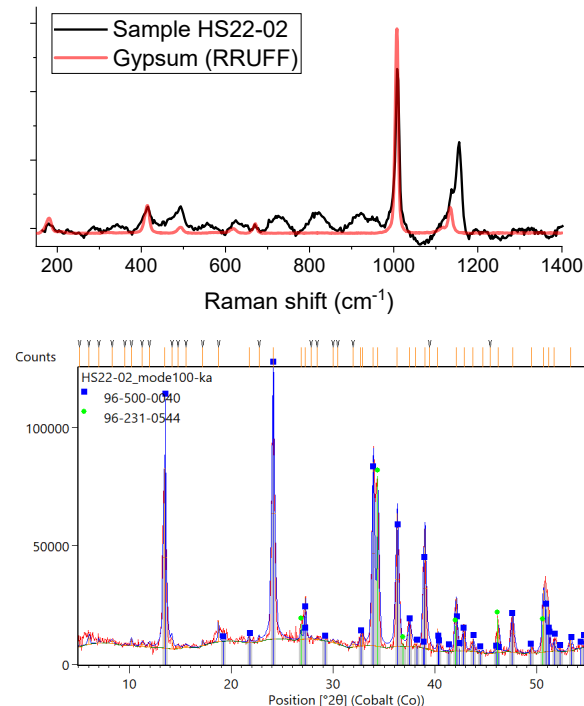 Sample HS22-02
Gypsum (RRUFF)
200 400 600 800 1000 1200 1400
Raman shift (cm⁻¹)
Counts
HS22-02_mode100-ka
96-500-0040
96-231-0544
100000
50000
0
10 20 30 40 50
Position [°2θ] (Cobalt (Co))